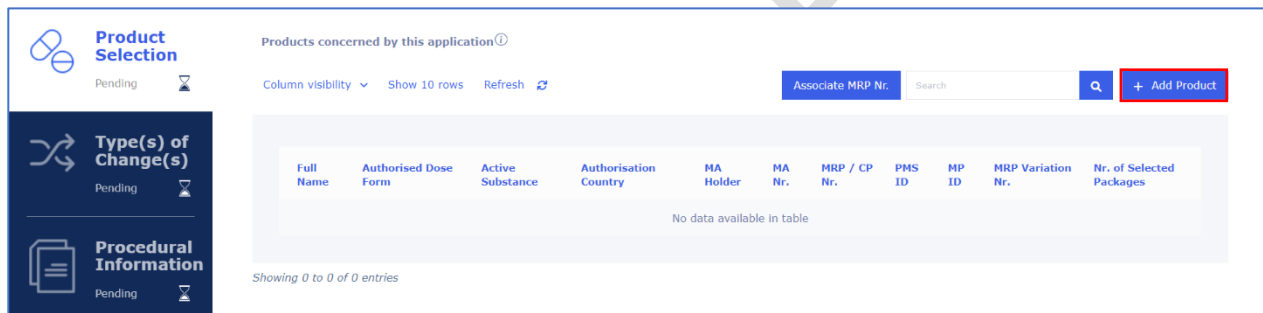 Product
Selection
Pending
Products concerned by this application
Column visibility Show 10 rows Refresh Associate MRP Nr. Search + Add Product
Type(s) of
Change(s)
Pending
Full Name Authorised Dose Form Active Substance Authorisation Country MA Holder MA Nr. MRP / CP Nr. PMS ID MP ID MRP Variation Nr. Nr. of Selected Packages
No data available in table
Procedural
Information
Pending
Showing 0 to 0 of 0 entries